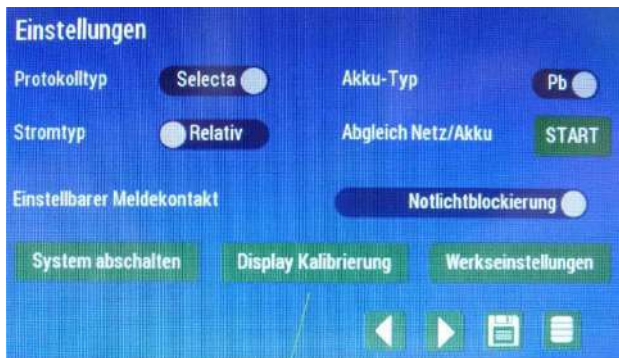 Einstellungen
Protokolltyp Selecta Akku-Typ Pb
Stromtyp Relativ Abgleich Netz/Akku START
Einstellbarer Meldekontakt Notlichtblockierung
System abschalten Display Kalibrierung Werkseinstellungen